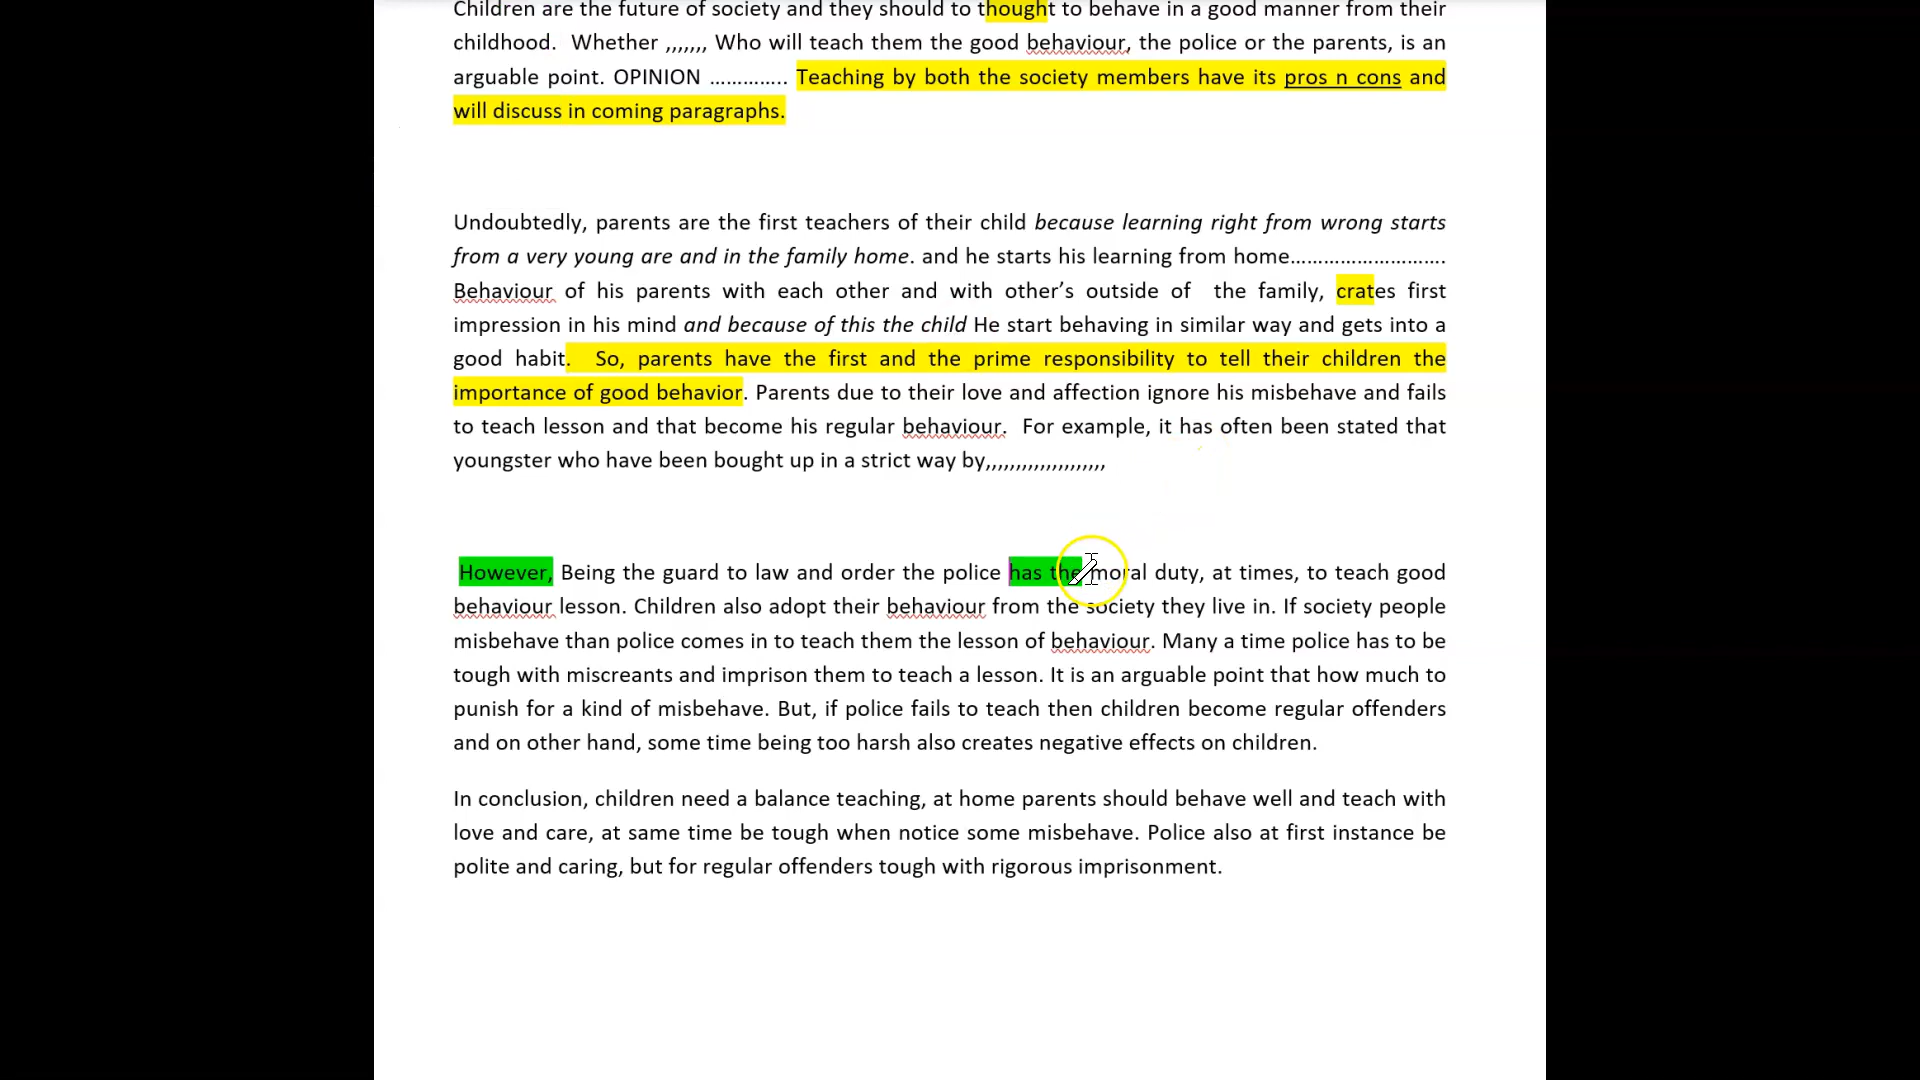 Children are the future of society and they should to thought to behave in a good manner from their
childhood.  Whether ,,,,,,, Who will teach them the good behaviour, the police or the parents, is an
arguable point. OPINION ………….. Teaching by both the society members have its pros n cons and
will discuss in coming paragraphs.
Undoubtedly, parents are the first teachers of their child because learning right from wrong starts
from a very young are and in the family home. and he starts his learning from home……………………….
Behaviour of his parents with each other and with other’s outside of  the family, crates first
impression in his mind and because of this the child He start behaving in similar way and gets into a
good habit.  So, parents have the first and the prime responsibility to tell their children the
importance of good behavior. Parents due to their love and affection ignore his misbehave and fails
to teach lesson and that become his regular behaviour.  For example, it has often been stated that
youngster who have been bought up in a strict way by,,,,,,,,,,,,,,,,,,,,
However, Being the guard to law and order the police has the moral duty, at times, to teach good
behaviour lesson. Children also adopt their behaviour from the society they live in. If society people
misbehave than police comes in to teach them the lesson of behaviour. Many a time police has to be
tough with miscreants and imprison them to teach a lesson. It is an arguable point that how much to
punish for a kind of misbehave. But, if police fails to teach then children become regular offenders
and on other hand, some time being too harsh also creates negative effects on children.
In conclusion, children need a balance teaching, at home parents should behave well and teach with
love and care, at same time be tough when notice some misbehave. Police also at first instance be
polite and caring, but for regular offenders tough with rigorous imprisonment.